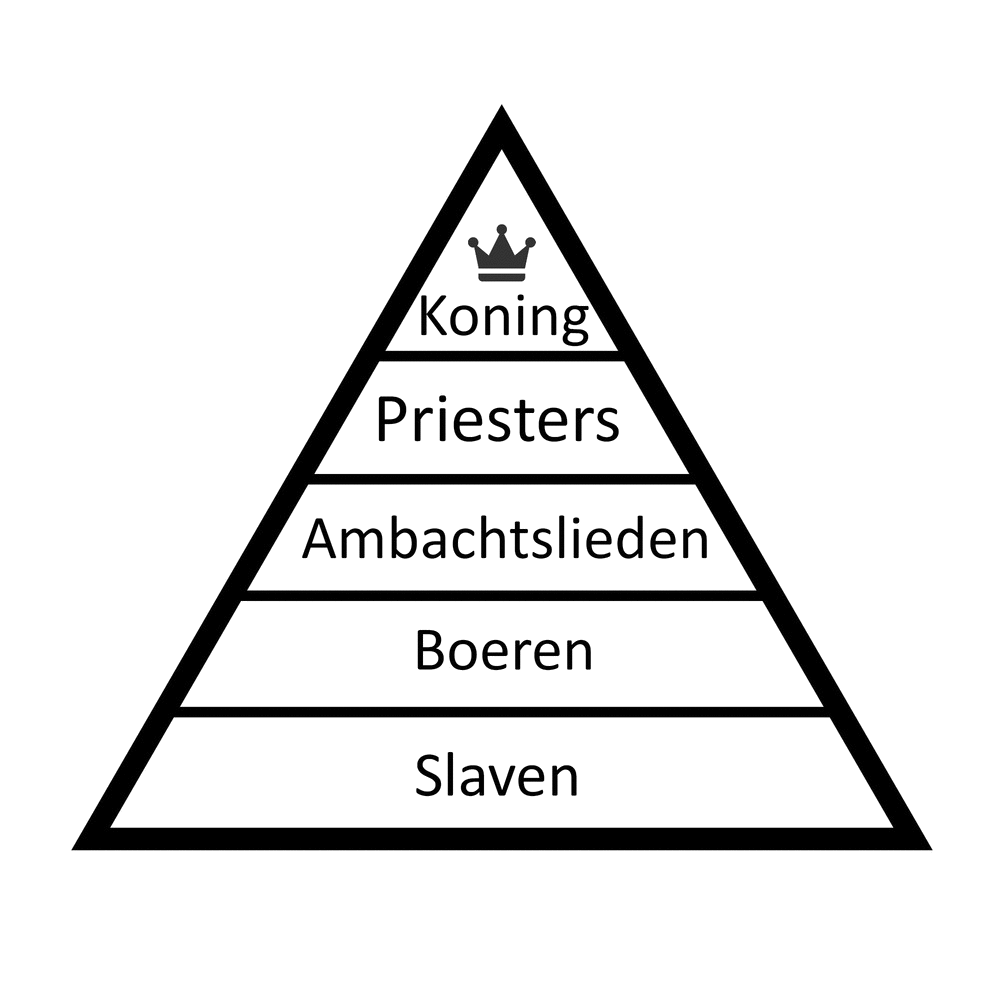 Koning
Priesters
Ambachtslieden
Boeren
Slaven